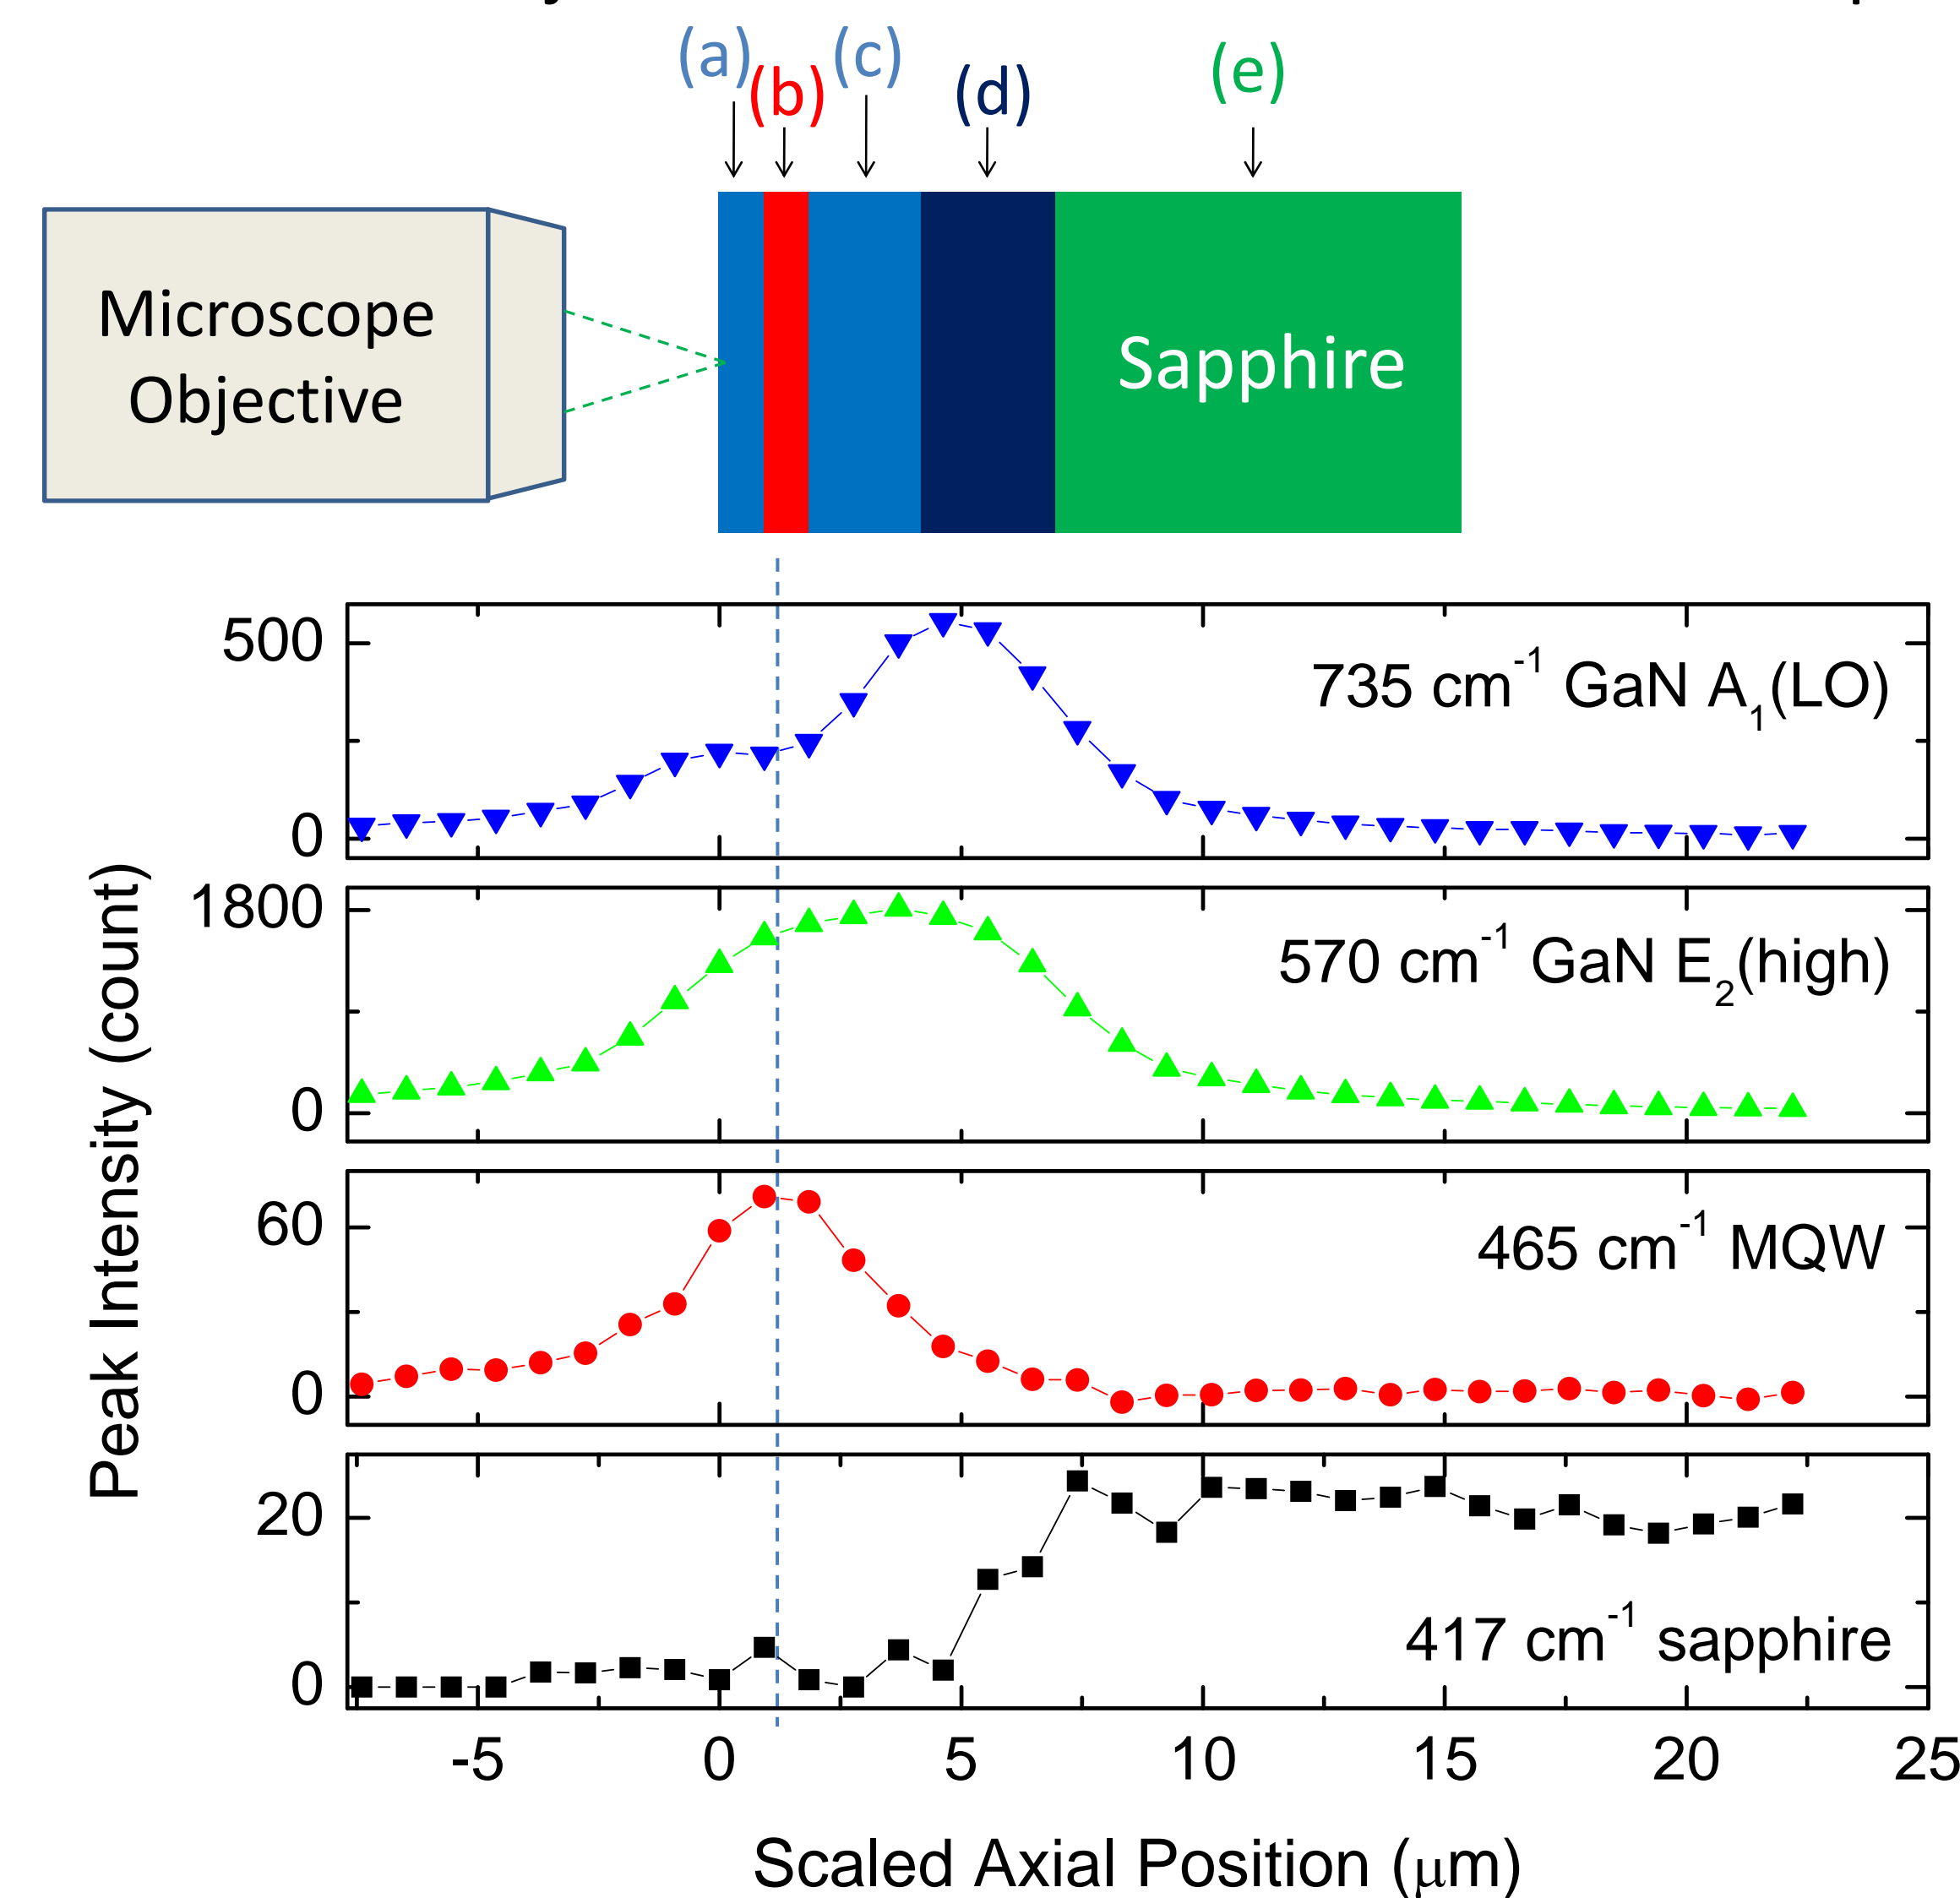 (a)
(b)
(c)
(d)
(e)
Microscope
Objective
Sapphire
500
0
735 cm-1 GaN A1(LO)
1800
0
570 cm-1 GaN E2(high)
60
0
465 cm-1 MQW
20
0
417 cm-1 sapphire
Peak Intensity (count)
-5 0 5 10 15 20 25
Scaled Axial Position (μm)